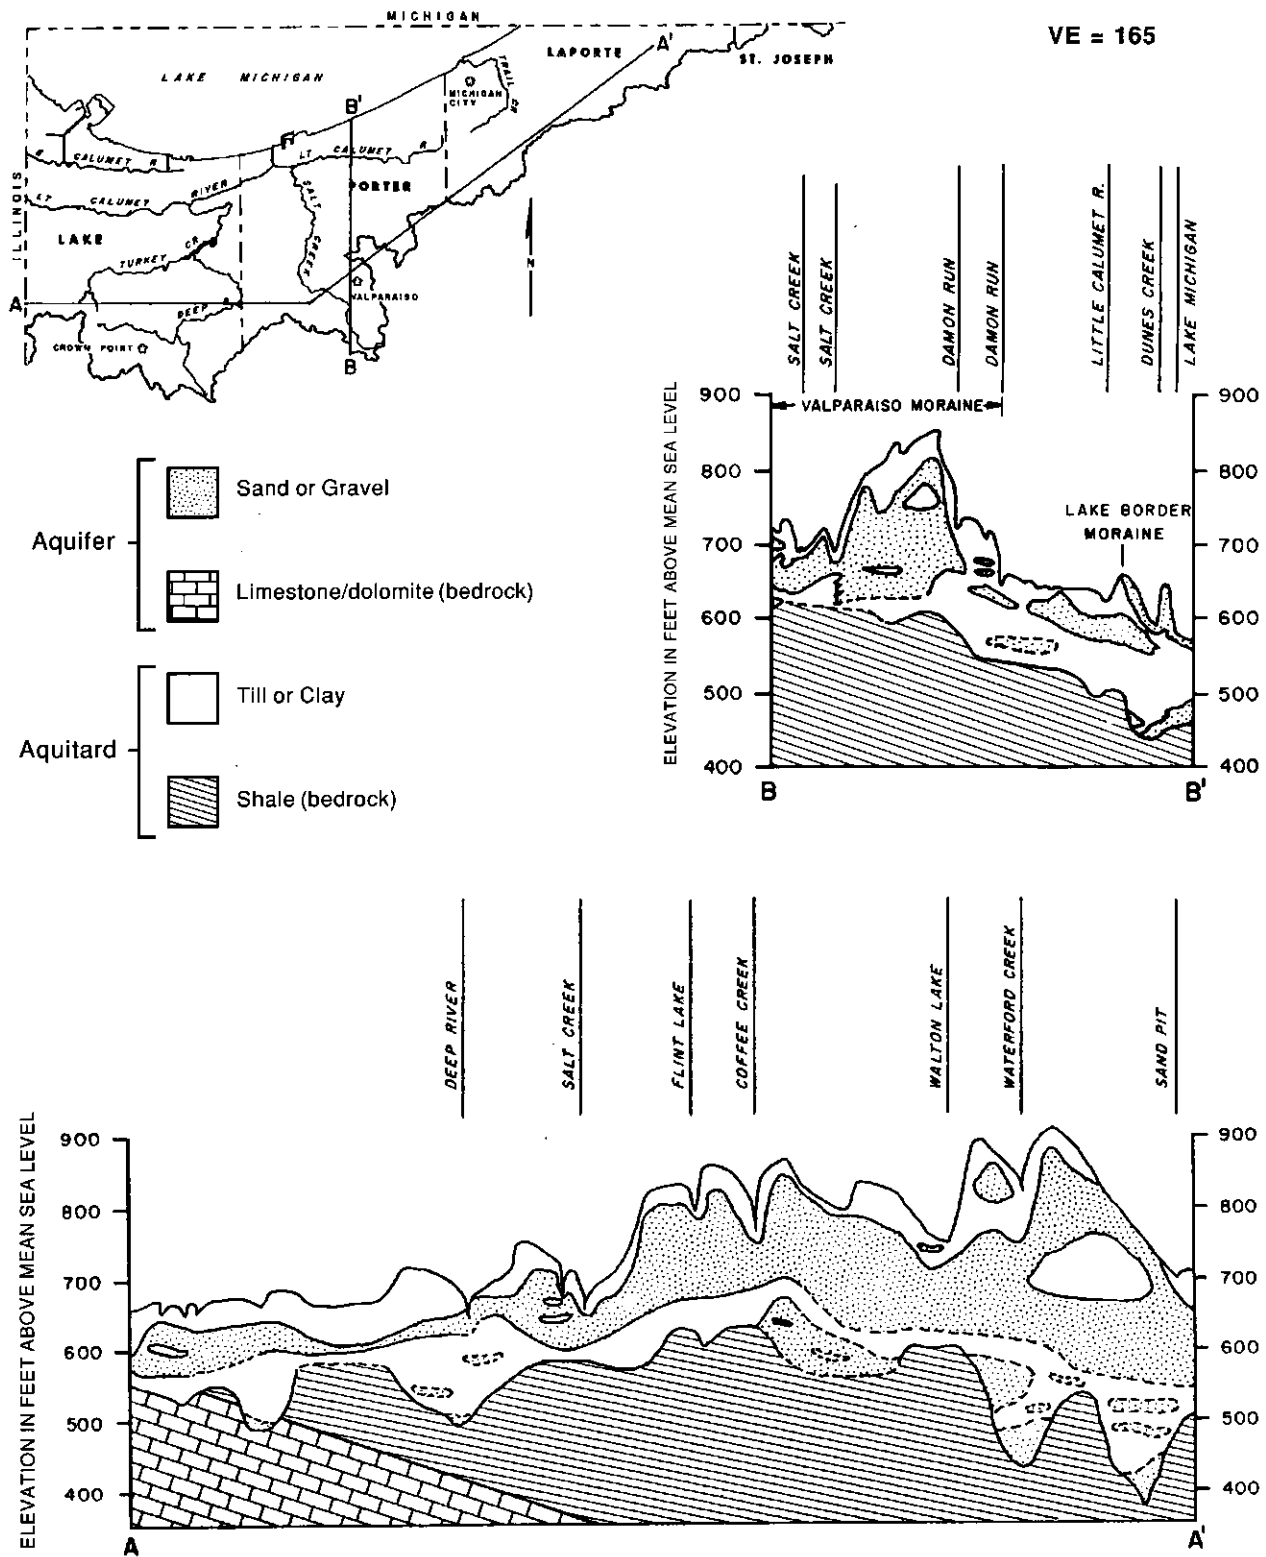 MICHIGAN
VE = 165
LAPORTE
A'
ST. JOSEPH
LAKE MICHIGAN
TRAIL CR
MICHIGAN
CITY
B'
CALUMET R
LT CALUMET R
ILLINOIS
LT CALUMET RIVER
SALT CREEK
PORTER
LAKE
TURKEY CR
N
A
DEEP
VALPARAISO
CROWN POINT
B
SALT CREEK
SALT CREEK
DAMON RUN
DAMON RUN
LITTLE CALUMET R.
DUNES CREEK
LAKE MICHIGAN
ELEVATION IN FEET ABOVE MEAN SEA LEVEL
900 VALPARAISO MORAINE 900
800 800
LAKE BORDER
MORAINE
700 700
600 600
500 500
400 400
B B'
Aquifer
Sand or Gravel
Limestone/dolomite (bedrock)
Aquitard
Till or Clay
Shale (bedrock)
DEEP RIVER
SALT CREEK
FLINT LAKE
COFFEE CREEK
WALTON LAKE
WATERFORD CREEK
SAND PIT
ELEVATION IN FEET ABOVE MEAN SEA LEVEL
900 900
800 800
700 700
600 600
500 500
400 400
A A'